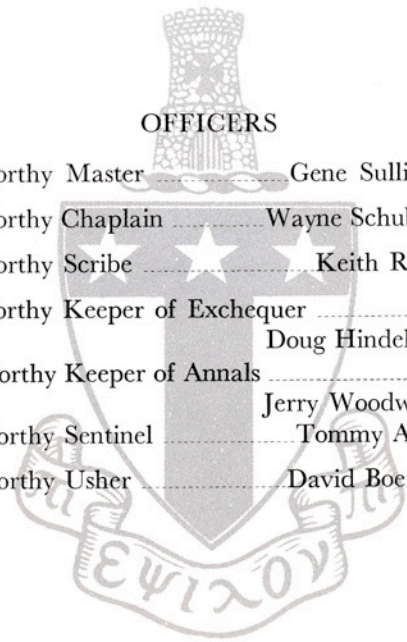 OFFICERS
orthy Master Gene Sulli
orthy Chaplain Wayne Schul
orthy Scribe Keith R
orthy Keeper of Exchequer
Doug Hindel
orthy Keeper of Annals
Jerry Woodw
orthy Sentinel Tommy A
orthy Usher David Boe
εψιλον